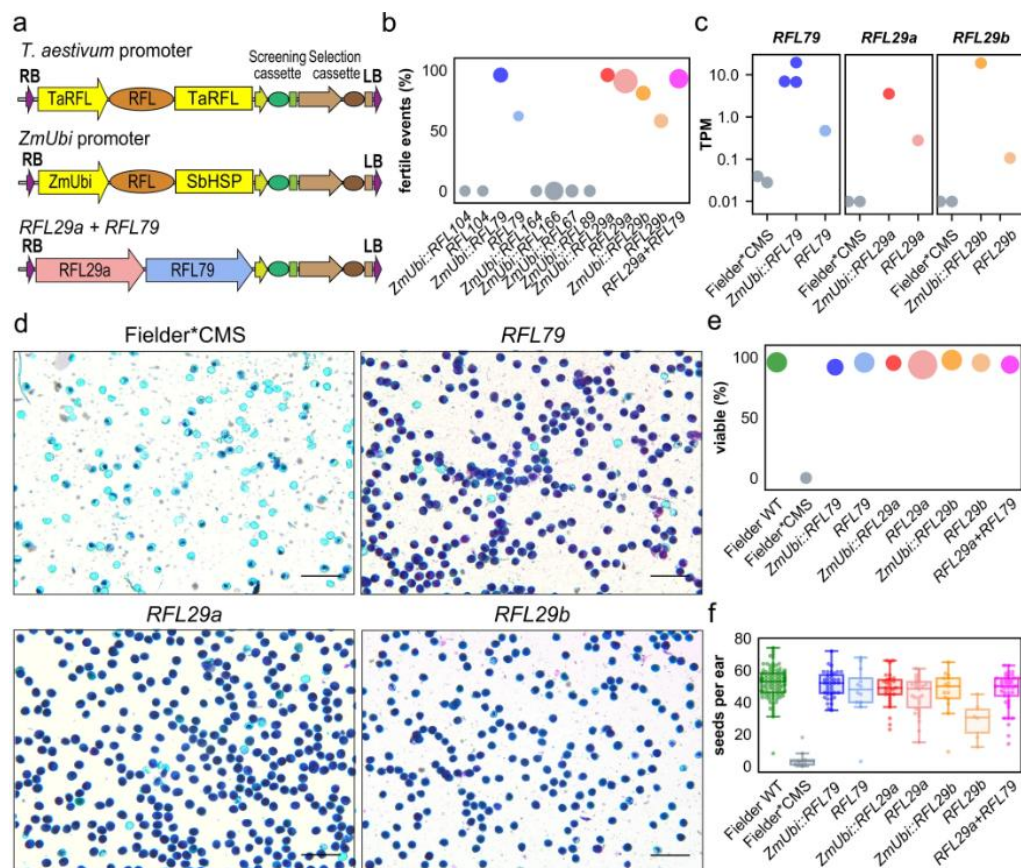 a
T. aestivum promoter
Screening cassette
Selection cassette
RB
LB
TaRFL
RFL
TaRFL
ZmUbi promoter
RB
LB
ZmUbi
RFL
SbHSP
RFL29a + RFL79
RB
LB
RFL29a
RFL79
b
fertile events (%)
100
50
0
ZmUbi::RFL104
RFL104
ZmUbi::RFL79
RFL79
ZmUbi::RFL164
ZmUbi::RFL166
ZmUbi::RFL67
ZmUbi::RFL89
ZmUbi::RFL29a
RFL29a
ZmUbi::RFL29b
RFL29b
RFL29a+RFL79
c
RFL79
RFL29a
RFL29b
TPM
10.0
1.0
0.1
0.01
Fielder*CMS
ZmUbi::RFL79
RFL79
Fielder*CMS
ZmUbi::RFL29a
RFL29a
Fielder*CMS
ZmUbi::RFL29b
RFL29b
d
Fielder*CMS
RFL79
RFL29a
RFL29b
e
viable (%)
100
50
0
Fielder WT
Fielder*CMS
ZmUbi::RFL79
RFL79
ZmUbi::RFL29a
RFL29a
ZmUbi::RFL29b
RFL29b
RFL29a+RFL79
f
seeds per ear
80
60
40
20
0
Fielder WT
Fielder*CMS
ZmUbi::RFL79
RFL79
ZmUbi::RFL29a
RFL29a
ZmUbi::RFL29b
RFL29b
RFL29a+RFL79